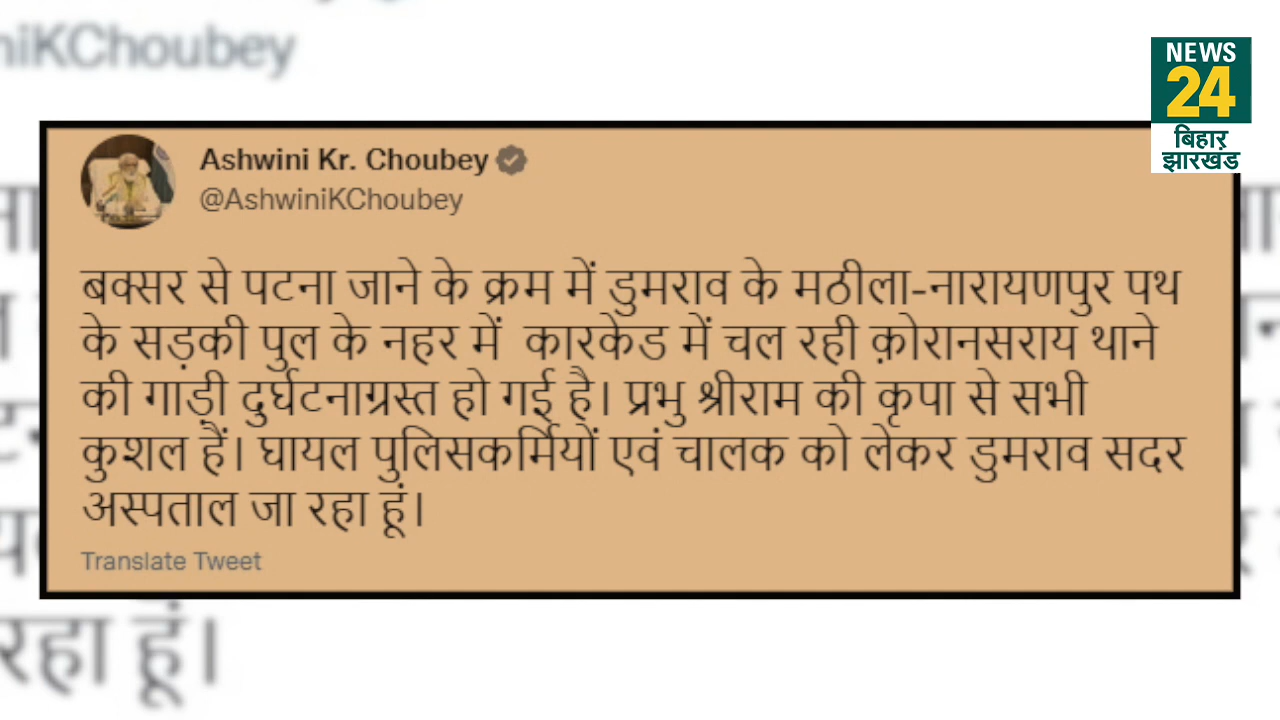 niKChoubey
NEWS
24
बिहार
झारखंड
Ashwini Kr. Choubey
@AshwiniKChoubey
बक्सर से पटना जाने के क्रम में डुमराव के मठीला-नारायणपुर पथ
के सड़की पुल के नहर में कारकेड में चल रही क़ोरानसराय थाने
की गाड़ी दुर्घटनाग्रस्त हो गई है। प्रभु श्रीराम की कृपा से सभी
कुशल हैं। घायल पुलिसकर्मियों एवं चालक को लेकर डुमराव सदर
अस्पताल जा रहा हूं।
Translate Tweet
रहा हूं।